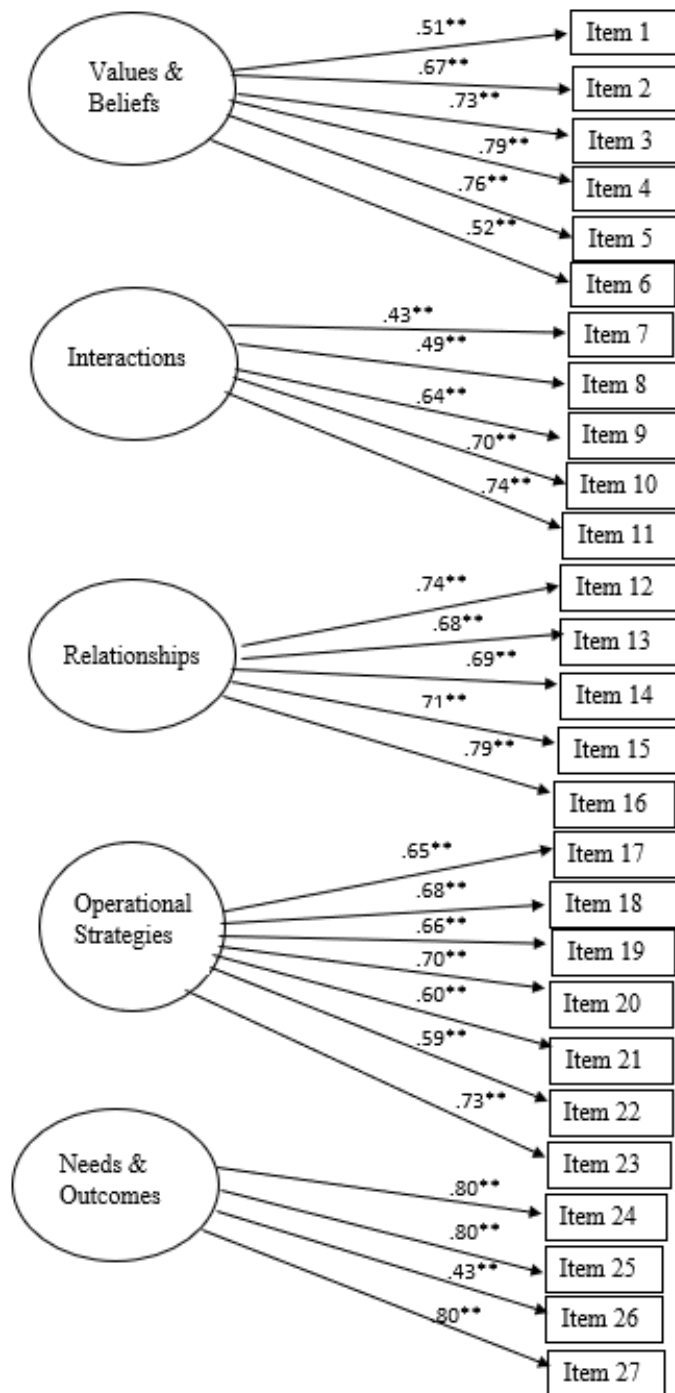 .51**
Item 1
Values &
Beliefs
.67**
Item 2
.73**
Item 3
.79**
Item 4
.76**
Item 5
.52**
Item 6
Interactions
.43**
Item 7
.49**
Item 8
.64**
Item 9
.70**
Item 10
.74**
Item 11
Relationships
.74**
Item 12
.68**
Item 13
.69**
Item 14
71**
Item 15
.79**
Item 16
Operational
Strategies
.65**
Item 17
.68**
Item 18
.66**
Item 19
.70**
Item 20
.60**
Item 21
.59**
Item 22
.73**
Item 23
Needs &
Outcomes
.80**
Item 24
.80**
Item 25
.43**
Item 26
.80**
Item 27